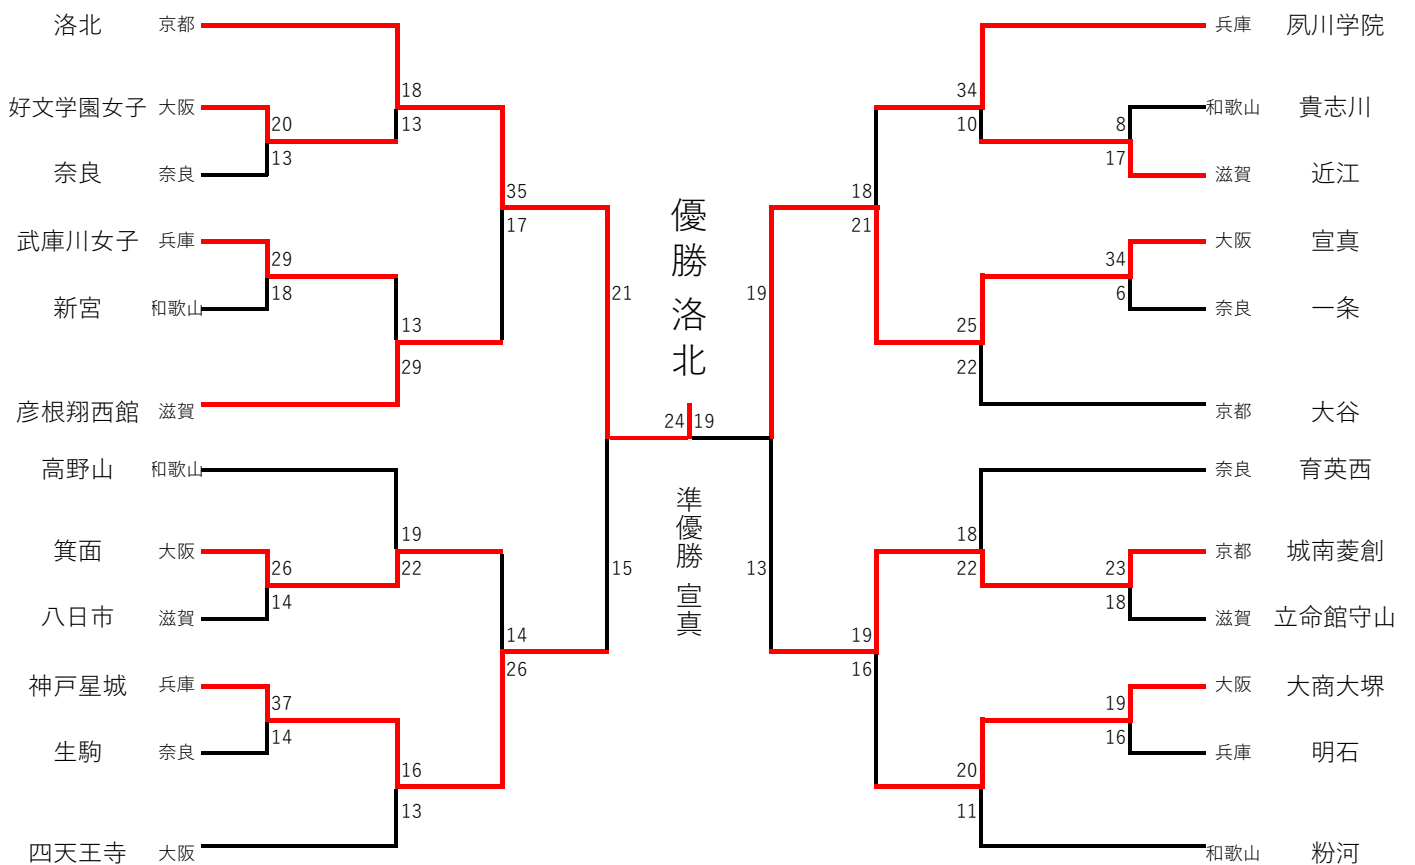 洛北 京都
18
好文学園女子 大阪
20
13
13
奈良 奈良
35
17
武庫川女子 兵庫
29
18
新宮 和歌山
13
29
彦根翔西館 滋賀
21
高野山 和歌山
19
箕面 大阪
26
22
14
八日市 滋賀
14
26
神戸星城 兵庫
37
14
生駒 奈良
16
13
四天王寺 大阪
15
優勝 洛北
24 19
準優勝 宣真
兵庫 夙川学院
34
10
和歌山 貴志川
8
17
滋賀 近江
18
21
大阪 宣真
34
6
奈良 一条
25
22
京都 大谷
19
奈良 育英西
18
22
京都 城南菱創
23
18
滋賀 立命館守山
13
19
16
大阪 大商大堺
19
16
兵庫 明石
20
11
和歌山 粉河